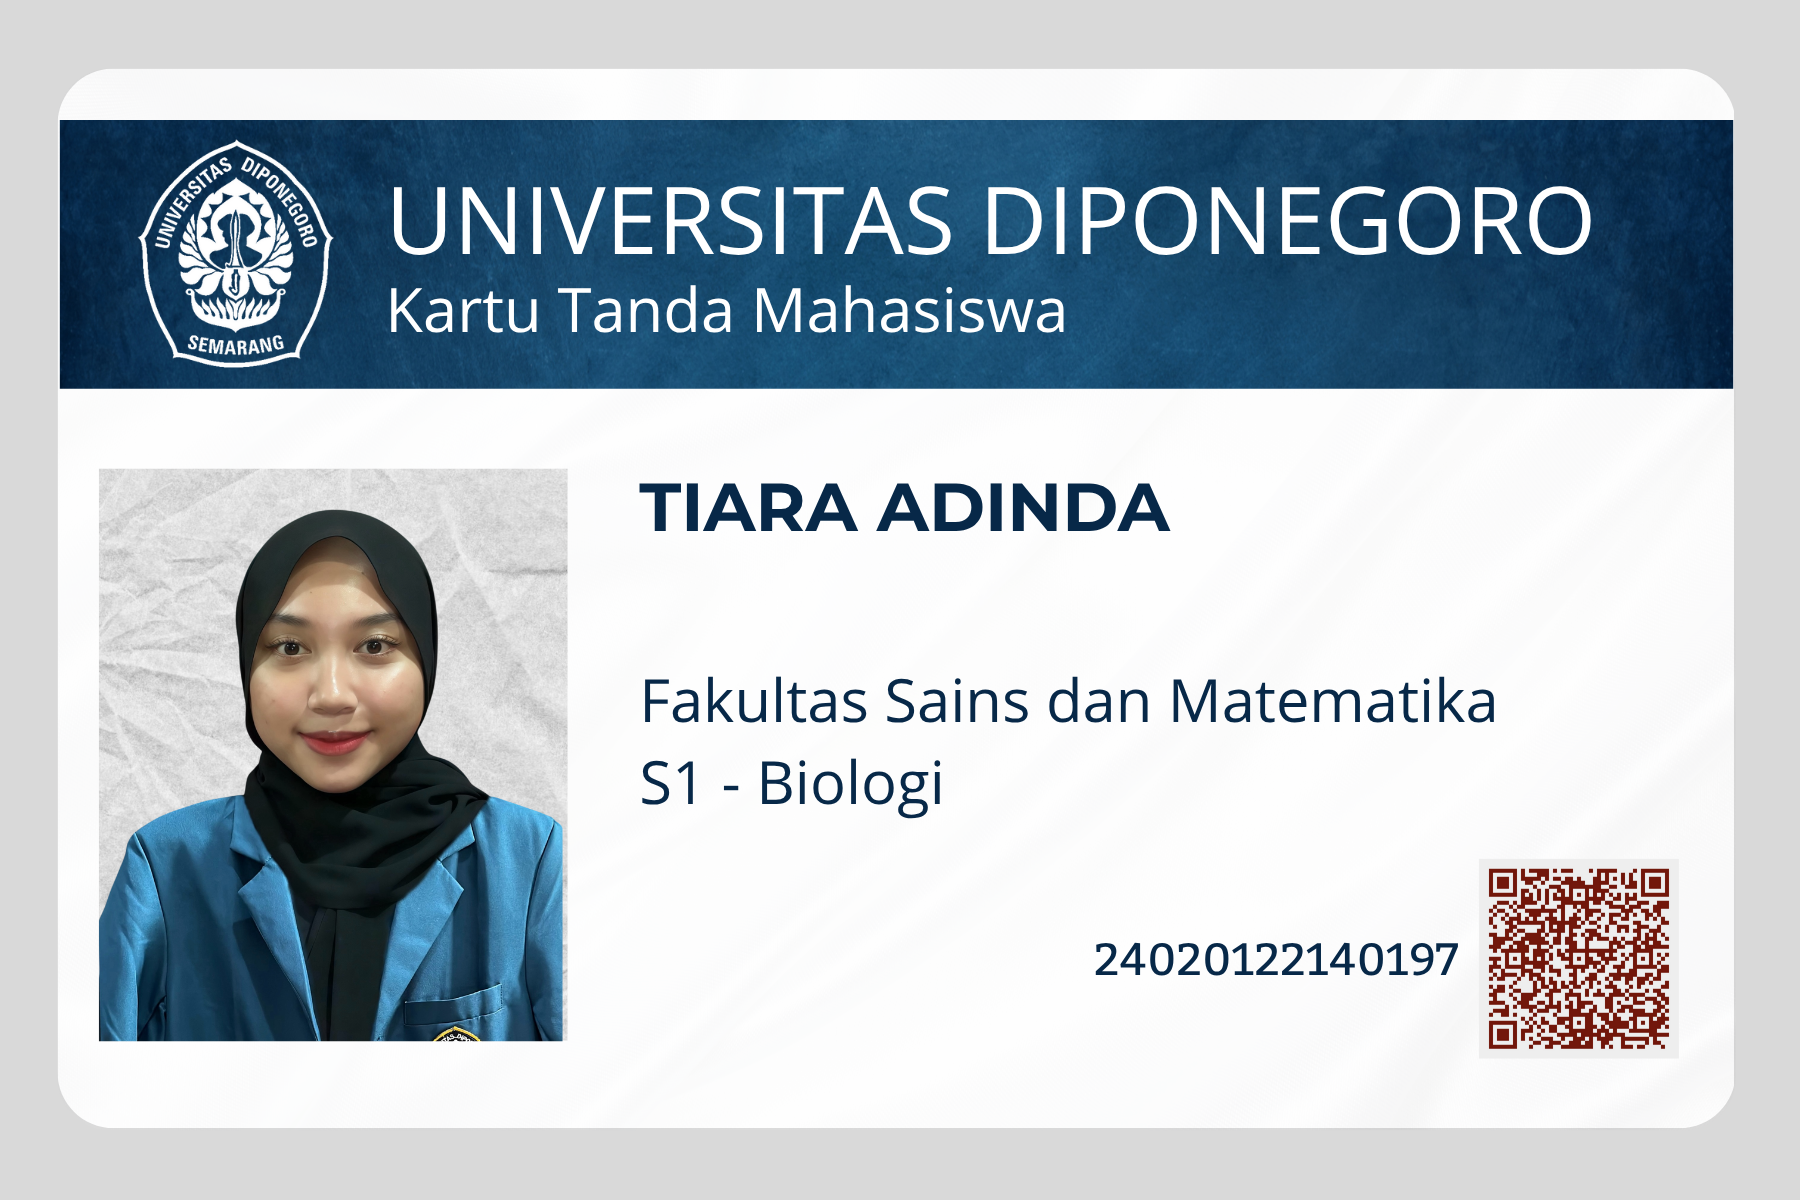 UNIVERSITAS DIPONEGORO
SEMARANG
UNIVERSITAS DIPONEGORO
Kartu Tanda Mahasiswa
TIARA ADINDA
Fakultas Sains dan Matematika
S1 - Biologi
24020122140197